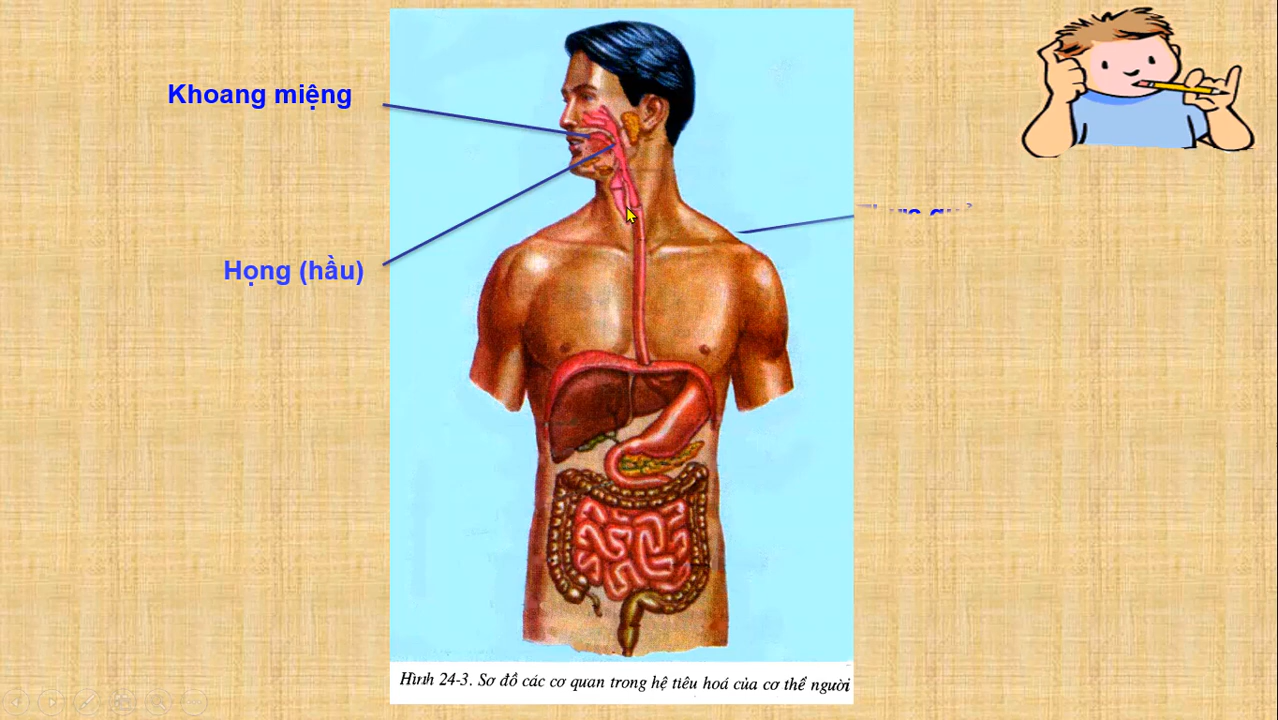 Khoang miệng
Họng (hầu)
Hình 24-3. Sơ đồ các cơ quan trong hệ tiêu hoá của cơ thể người